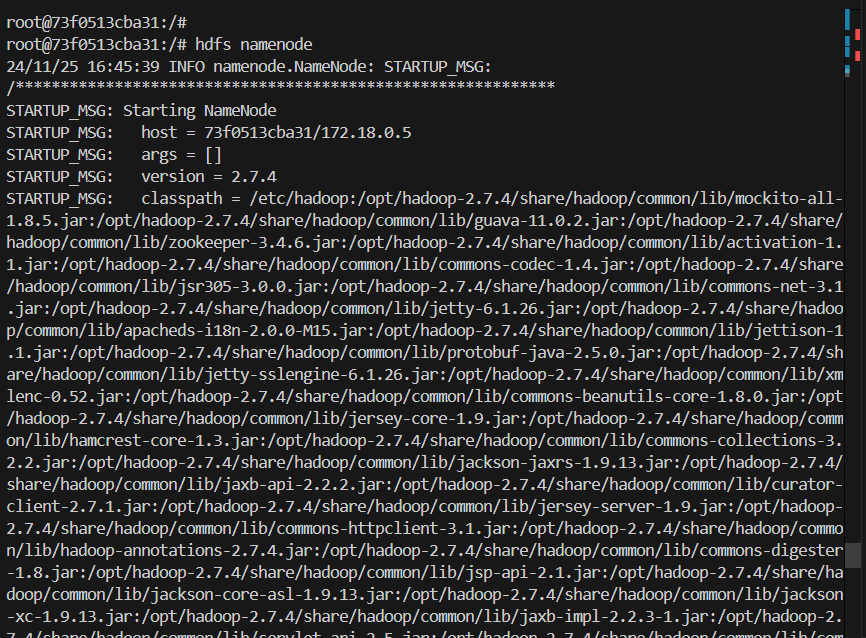 root@73f0513cba31:/#
root@73f0513cba31:/# hdfs namenode
24/11/25 16:45:39 INFO namenode.NameNode: STARTUP_MSG:
/************************************************************
STARTUP_MSG: Starting NameNode
STARTUP_MSG:   host = 73f0513cba31/172.18.0.5
STARTUP_MSG:   args = []
STARTUP_MSG:   version = 2.7.4
STARTUP_MSG:   classpath = /etc/hadoop:/opt/hadoop-2.7.4/share/hadoop/common/lib/mockito-all-
1.8.5.jar:/opt/hadoop-2.7.4/share/hadoop/common/lib/guava-11.0.2.jar:/opt/hadoop-2.7.4/share/
hadoop/common/lib/zookeeper-3.4.6.jar:/opt/hadoop-2.7.4/share/hadoop/common/lib/activation-1.
1.jar:/opt/hadoop-2.7.4/share/hadoop/common/lib/commons-codec-1.4.jar:/opt/hadoop-2.7.4/share
/hadoop/common/lib/jsr305-3.0.0.jar:/opt/hadoop-2.7.4/share/hadoop/common/lib/commons-net-3.1
.jar:/opt/hadoop-2.7.4/share/hadoop/common/lib/jetty-6.1.26.jar:/opt/hadoop-2.7.4/share/hadoo
p/common/lib/apacheds-i18n-2.0.0-M15.jar:/opt/hadoop-2.7.4/share/hadoop/common/lib/jettison-1
.1.jar:/opt/hadoop-2.7.4/share/hadoop/common/lib/protobuf-java-2.5.0.jar:/opt/hadoop-2.7.4/sh
are/hadoop/common/lib/jetty-sslengine-6.1.26.jar:/opt/hadoop-2.7.4/share/hadoop/common/lib/xm
lenc-0.52.jar:/opt/hadoop-2.7.4/share/hadoop/common/lib/commons-beanutils-core-1.8.0.jar:/opt
/hadoop-2.7.4/share/hadoop/common/lib/jersey-core-1.9.jar:/opt/hadoop-2.7.4/share/hadoop/comm
on/lib/hamcrest-core-1.3.jar:/opt/hadoop-2.7.4/share/hadoop/common/lib/commons-collections-3.
2.2.jar:/opt/hadoop-2.7.4/share/hadoop/common/lib/jackson-jaxrs-1.9.13.jar:/opt/hadoop-2.7.4/
share/hadoop/common/lib/jaxb-api-2.2.2.jar:/opt/hadoop-2.7.4/share/hadoop/common/lib/curator-
client-2.7.1.jar:/opt/hadoop-2.7.4/share/hadoop/common/lib/jersey-server-1.9.jar:/opt/hadoop-
2.7.4/share/hadoop/common/lib/commons-httpclient-3.1.jar:/opt/hadoop-2.7.4/share/hadoop/commo
n/lib/hadoop-annotations-2.7.4.jar:/opt/hadoop-2.7.4/share/hadoop/common/lib/commons-digester
-1.8.jar:/opt/hadoop-2.7.4/share/hadoop/common/lib/jsp-api-2.1.jar:/opt/hadoop-2.7.4/share/ha
doop/common/lib/jackson-core-asl-1.9.13.jar:/opt/hadoop-2.7.4/share/hadoop/common/lib/jackson
-xc-1.9.13.jar:/opt/hadoop-2.7.4/share/hadoop/common/lib/jaxb-impl-2.2.3-1.jar:/opt/hadoop-2.
7.4/share/hadoop/common/lib/servlet-api-2.5.jar:/opt/hadoop-2.7.4/share/hadoop/common/lib/com